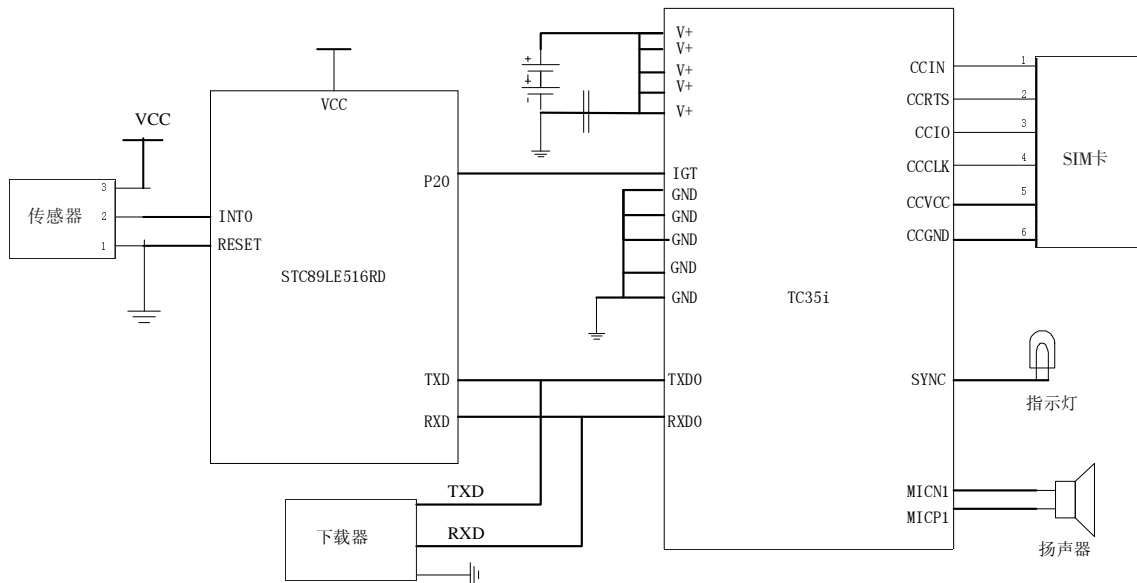 VCC
VCC
3
传感器
2
1
INT0
RESET
P20
STC89LE516RD
TXD
RXD
TXD
RXD
下载器
+
+
-
V+
V+
V+
V+
V+
IGT
GND
GND
GND
GND
GND
TC35i
TXD0
RXD0
CCIN
CCRTS
CCIO
CCCLK
CCVCC
CCGND
SYNC
MICN1
MICP1
1
2
3
4
5
6
SIM卡
指示灯
扬声器